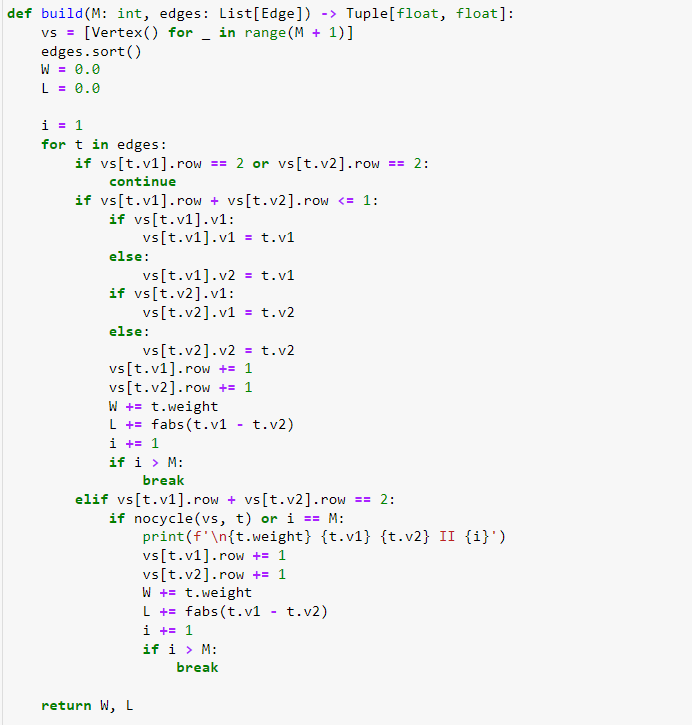 def build(M: int, edges: List[Edge]) -> Tuple[float, float]:
    vs = [Vertex() for _ in range(M + 1)]
    edges.sort()
    W = 0.0
    L = 0.0

    i = 1
    for t in edges:
        if vs[t.v1].row == 2 or vs[t.v2].row == 2:
            continue
        if vs[t.v1].row + vs[t.v2].row <= 1:
            if vs[t.v1].v1:
                vs[t.v1].v1 = t.v1
            else:
                vs[t.v1].v2 = t.v1
            if vs[t.v2].v1:
                vs[t.v2].v1 = t.v2
            else:
                vs[t.v2].v2 = t.v2
            vs[t.v1].row += 1
            vs[t.v2].row += 1
            W += t.weight
            L += fabs(t.v1 - t.v2)
            i += 1
            if i > M:
                break
        elif vs[t.v1].row + vs[t.v2].row == 2:
            if nocycle(vs, t) or i == M:
                print(f'\n{t.weight} {t.v1} {t.v2} II {i}')
                vs[t.v1].row += 1
                vs[t.v2].row += 1
                W += t.weight
                L += fabs(t.v1 - t.v2)
                i += 1
                if i > M:
                    break

    return W, L